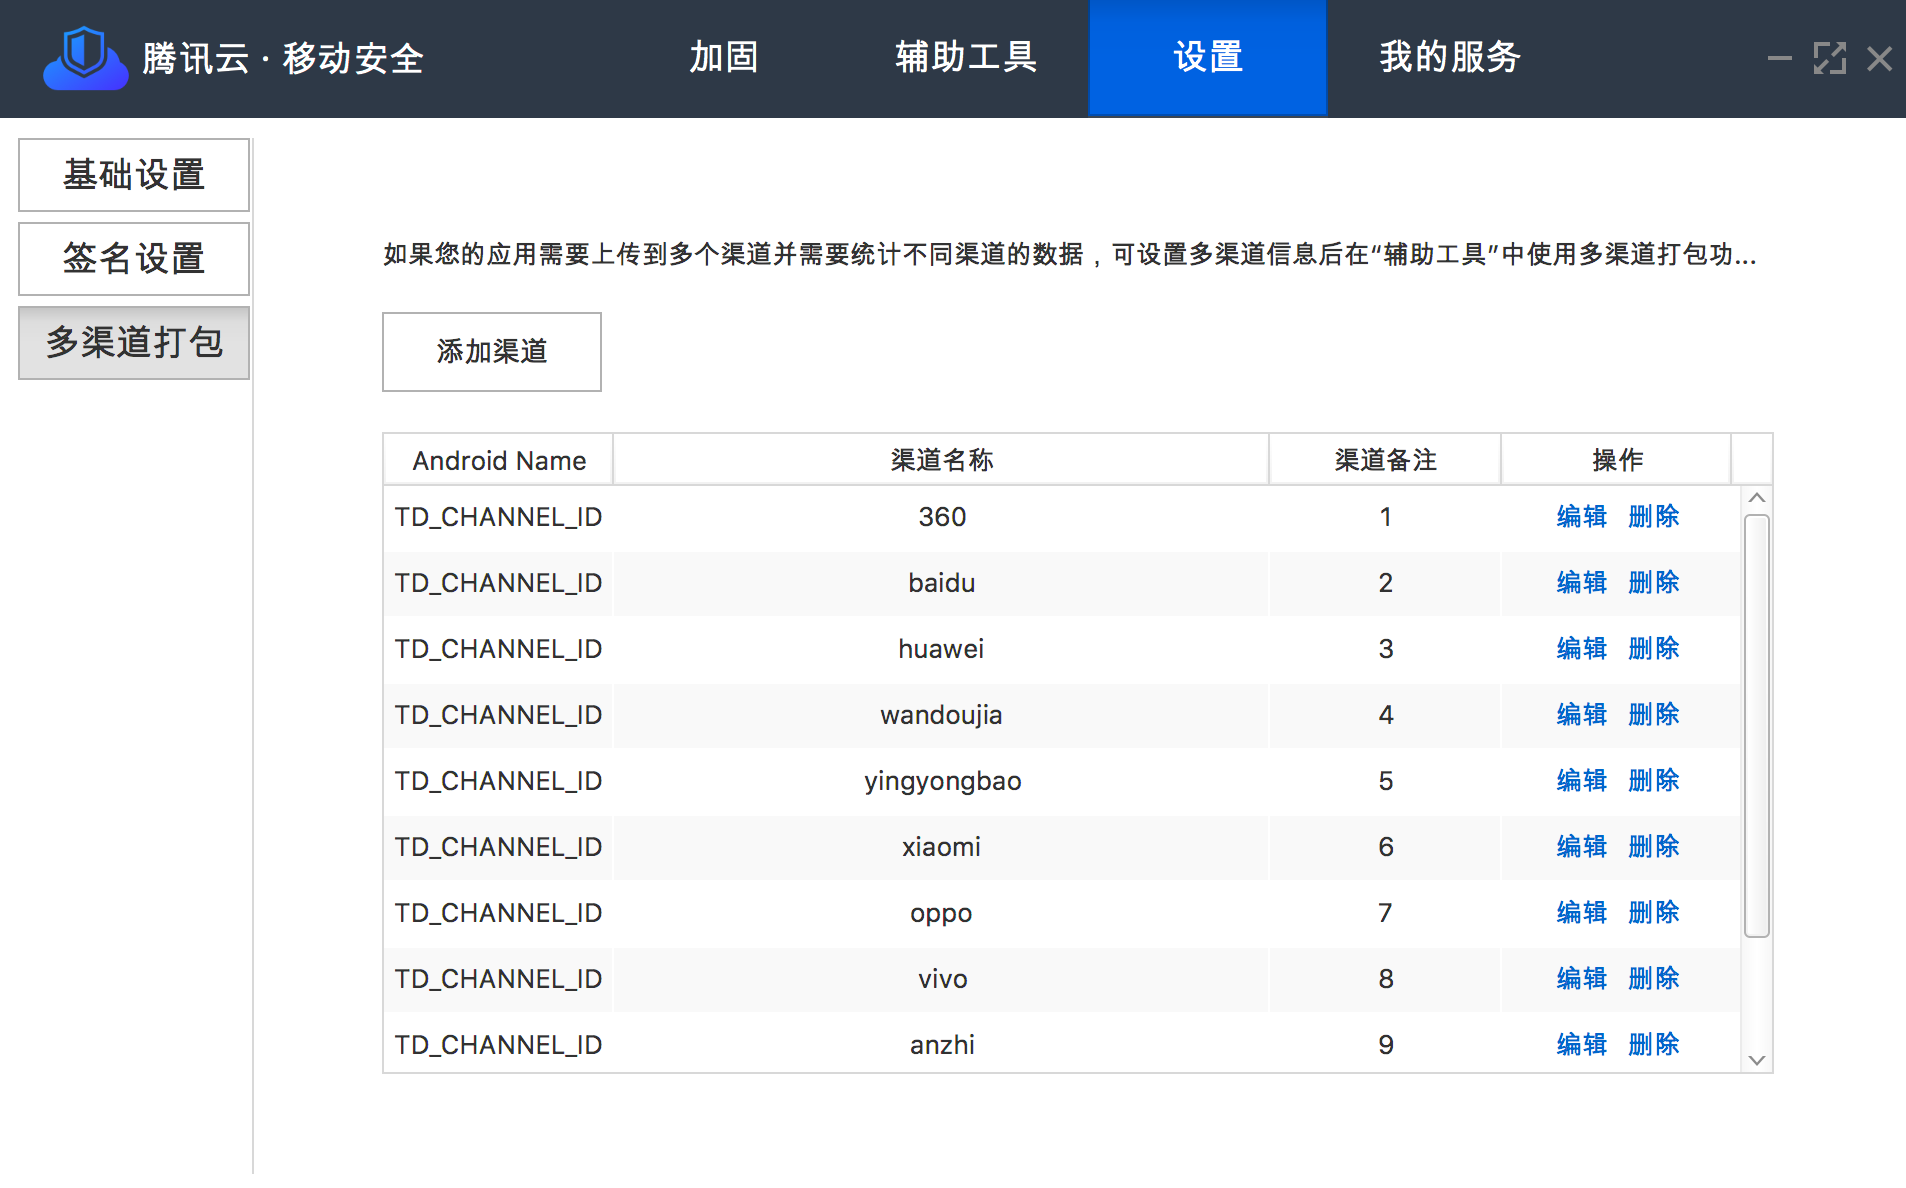 腾讯云 · 移动安全
加固
辅助工具
设置
我的服务
基础设置
签名设置
多渠道打包
如果您的应用需要上传到多个渠道并需要统计不同渠道的数据，可设置多渠道信息后在“辅助工具”中使用多渠道打包功...
添加渠道
Android Name 渠道名称 渠道备注 操作
TD_CHANNEL_ID 360 1 编辑 删除
TD_CHANNEL_ID baidu 2 编辑 删除
TD_CHANNEL_ID huawei 3 编辑 删除
TD_CHANNEL_ID wandoujia 4 编辑 删除
TD_CHANNEL_ID yingyongbao 5 编辑 删除
TD_CHANNEL_ID xiaomi 6 编辑 删除
TD_CHANNEL_ID oppo 7 编辑 删除
TD_CHANNEL_ID vivo 8 编辑 删除
TD_CHANNEL_ID anzhi 9 编辑 删除